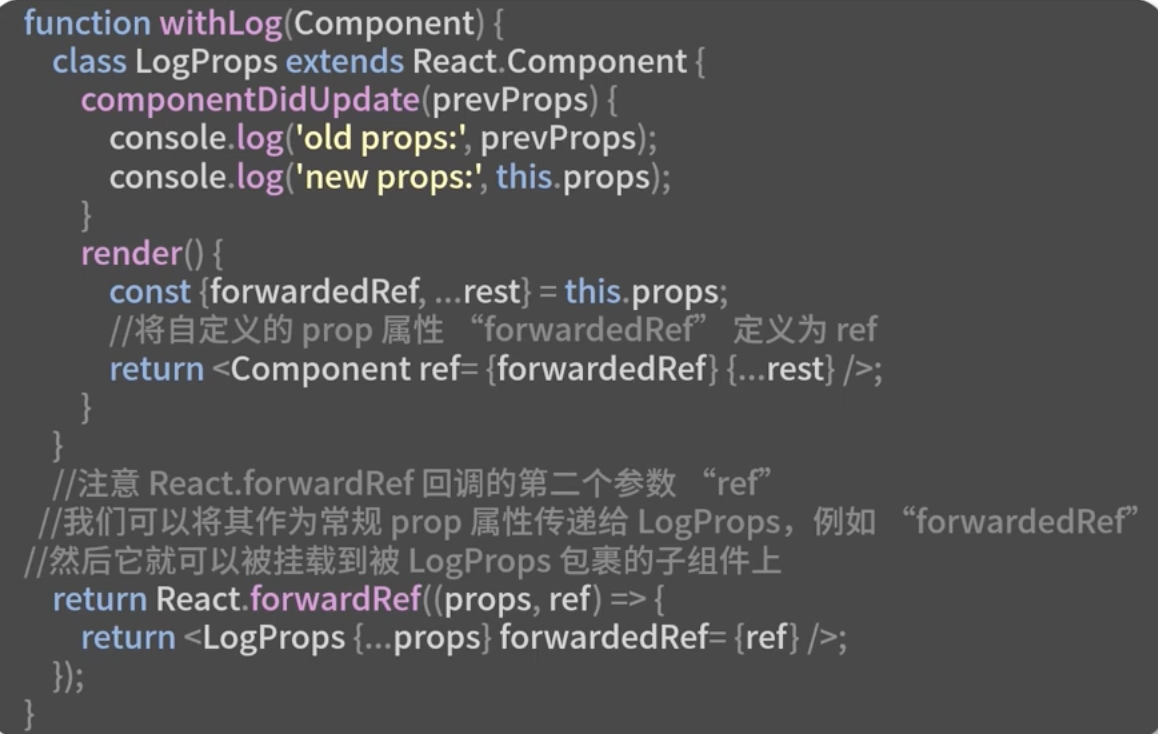 function withLog(Component) {
class LogProps extends React.Component {
componentDidUpdate(prevProps) {
console.log('old props:', prevProps);
console.log('new props:', this.props);
}
render() {
const {forwardedRef, ...rest} = this.props;
//将自定义的 prop 属性 “forwardedRef” 定义为 ref
return <Component ref= {forwardedRef} {...rest} />;
}
}
//注意 React.forwardRef 回调的第二个参数 “ref”
//我们可以将其作为常规 prop 属性传递给 LogProps，例如 “forwardedRef”
//然后它就可以被挂载到被 LogProps 包裹的子组件上
return React.forwardRef((props, ref) => {
return <LogProps {...props} forwardedRef= {ref} />;
});
}